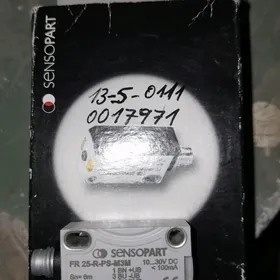 SENSOPART
13-5-0111
0017971
SENSOPART
FR 25-R-PS-M3M
10...30V DC
< 100mA
1 BN +UB
3 BU -UB